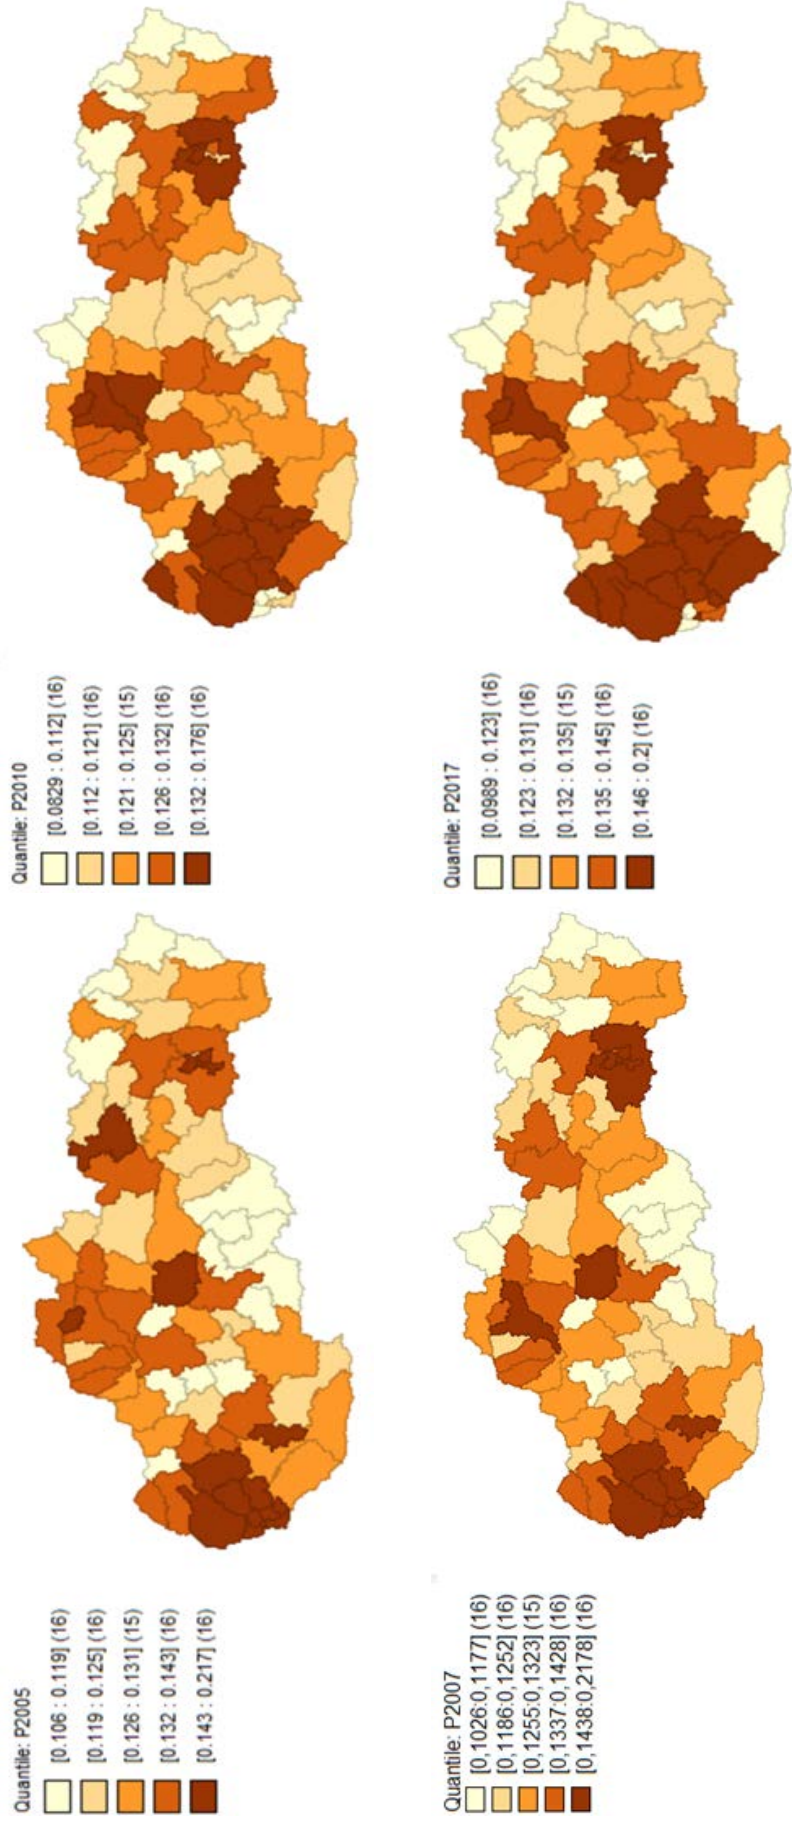 Quantile: P2005
[0.106 : 0.119] (16)
[0.119 : 0.125] (16)
[0.126 : 0.131] (15)
[0.132 : 0.143] (16)
[0.143 : 0.217] (16)
Quantile: P2010
[0.0829 : 0.112] (16)
[0.112 : 0.121] (16)
[0.121 : 0.125] (15)
[0.126 : 0.132] (16)
[0.132 : 0.176] (16)
Quantile: P2007
[0,1026:0,1177] (16)
[0,1186:0,1252] (16)
[0,1255:0,1323] (15)
[0,1337:0,1428] (16)
[0,1438:0,2178] (16)
Quantile: P2017
[0.0989 : 0.123] (16)
[0.123 : 0.131] (16)
[0.132 : 0.135] (15)
[0.135 : 0.145] (16)
[0.146 : 0.2] (16)